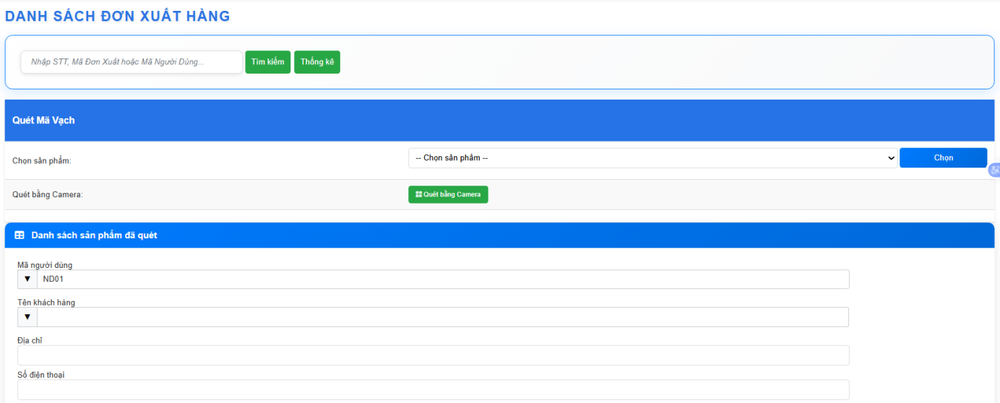 DANH SÁCH ĐƠN XUẤT HÀNG
Nhập STT, Mã Đơn Xuất hoặc Mã Người Dùng...
Tìm kiếm
Thống kê
Quét Mã Vạch
Chọn sản phẩm:
-- Chọn sản phẩm --
Chọn
Quét bằng Camera:
Quét bằng Camera
Danh sách sản phẩm đã quét
Mã người dùng
ND01
Tên khách hàng
Địa chỉ
Số điện thoại